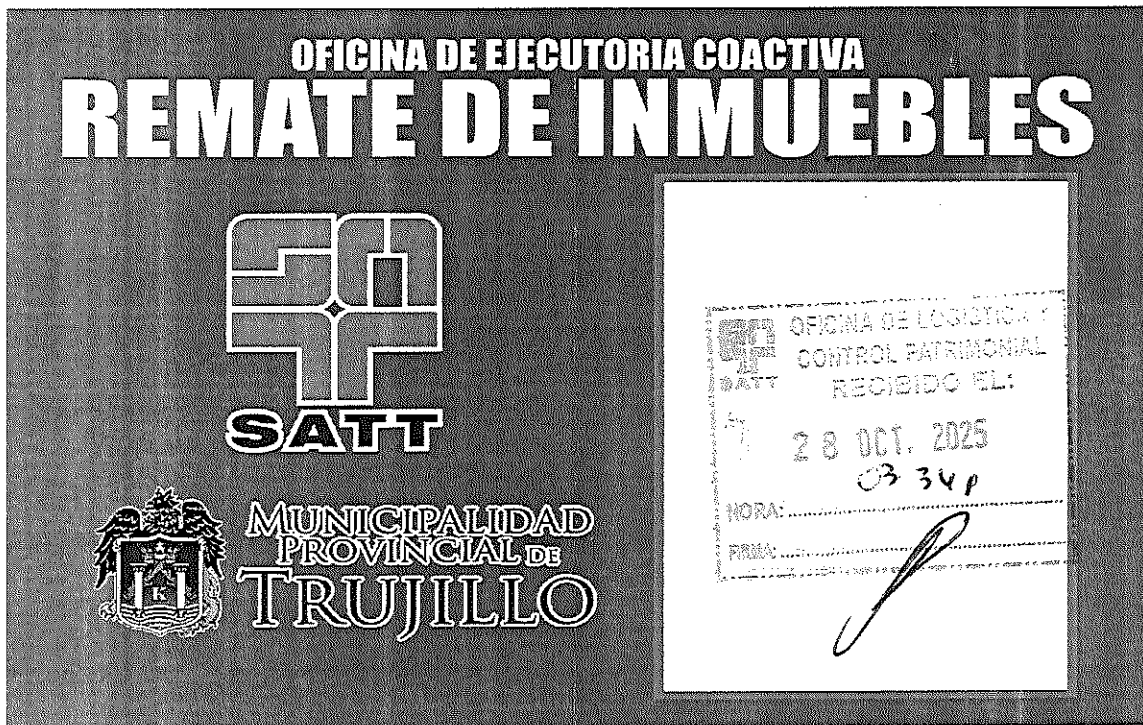 OFICINA DE EJECUTORIA COACTIVA
REMATE DE INMUEBLES
SATT
MUNICIPALIDAD
PROVINCIAL DE
TRUJILLO
OFICINA DE LOGISTICA Y
CONTROL PATRIMONIAL
SATT
RECIBIDO EL:
28 OCT. 2025
03 34 p
HORA:
FIRMA: